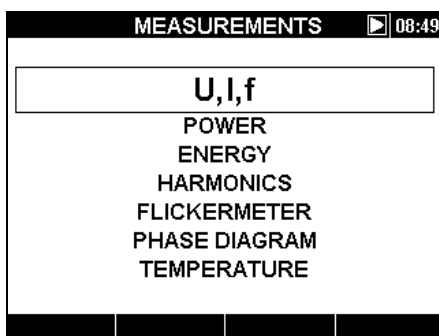 MEASUREMENTS 08:49
U,I,f
POWER
ENERGY
HARMONICS
FLICKERMETER
PHASE DIAGRAM
TEMPERATURE